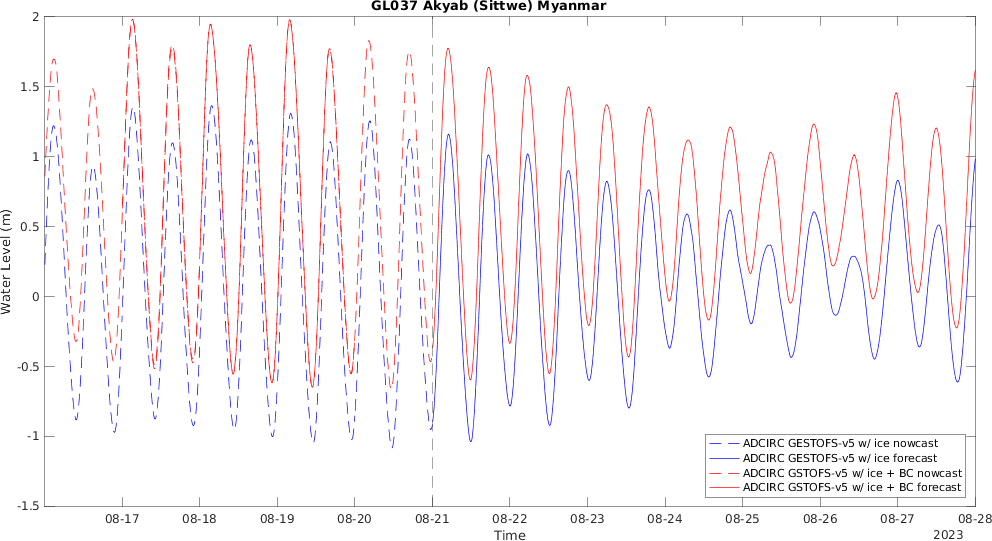 GL037 Akyab (Sittwe) Myanmar
2
1.5
1
0.5
0
-0.5
-1
-1.5
Water Level (m)
ADCIRC GESTOFS-v5 w/ ice nowcast
ADCIRC GESTOFS-v5 w/ ice forecast
ADCIRC GSTOFS-v5 w/ ice + BC nowcast
ADCIRC GSTOFS-v5 w/ ice + BC forecast
08-17 08-18 08-19 08-20 08-21 08-22 08-23 08-24 08-25 08-26 08-27 08-28
Time
2023